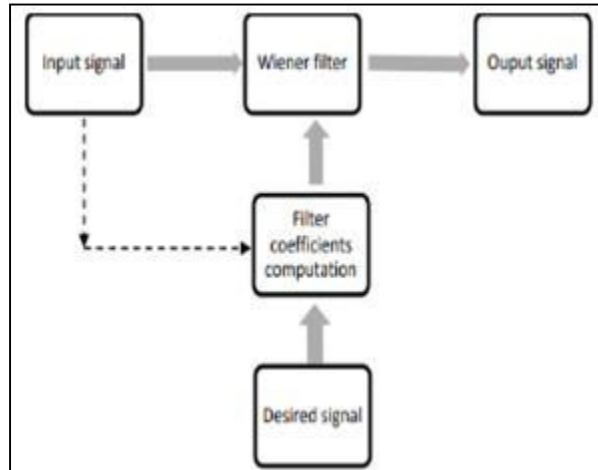 Input signal
Wiener filter
Ouput signal
Filter
coefficients
computation
Desired signal